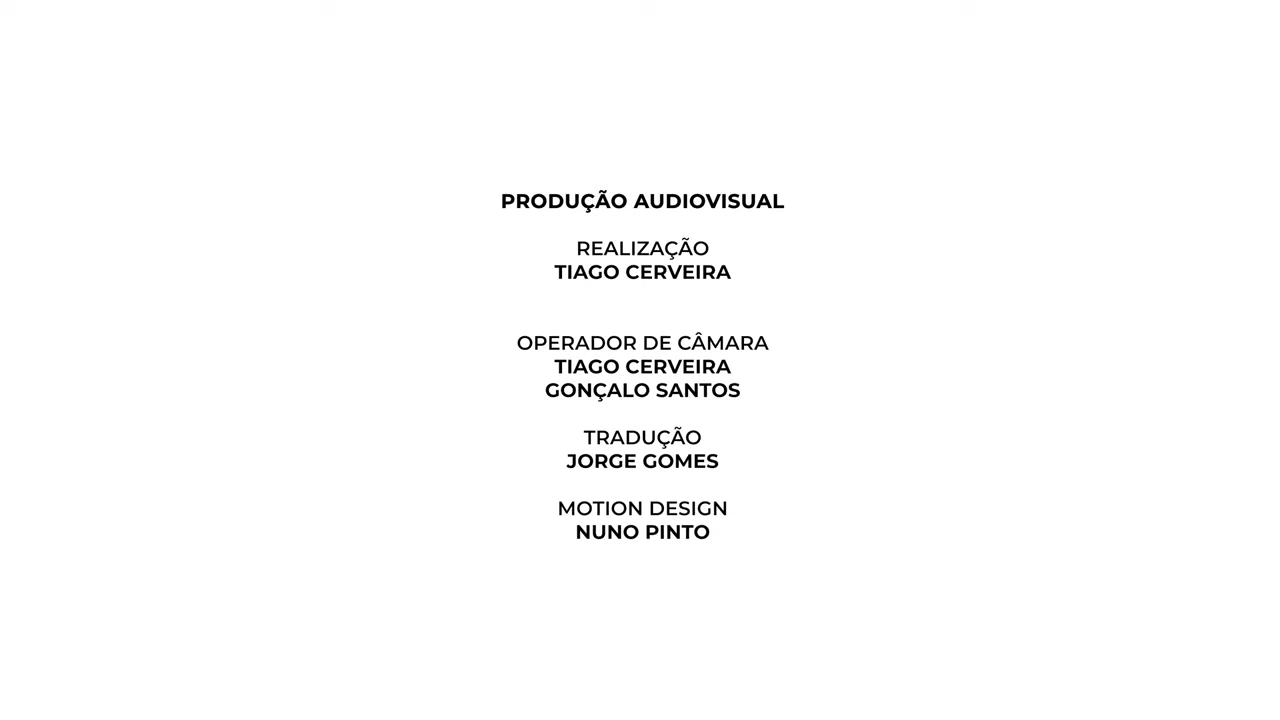 PRODUÇÃO AUDIOVISUAL
REALIZAÇÃO
TIAGO CERVEIRA
OPERADOR DE CÂMARA
TIAGO CERVEIRA
GONÇALO SANTOS
TRADUÇÃO
JORGE GOMES
MOTION DESIGN
NUNO PINTO